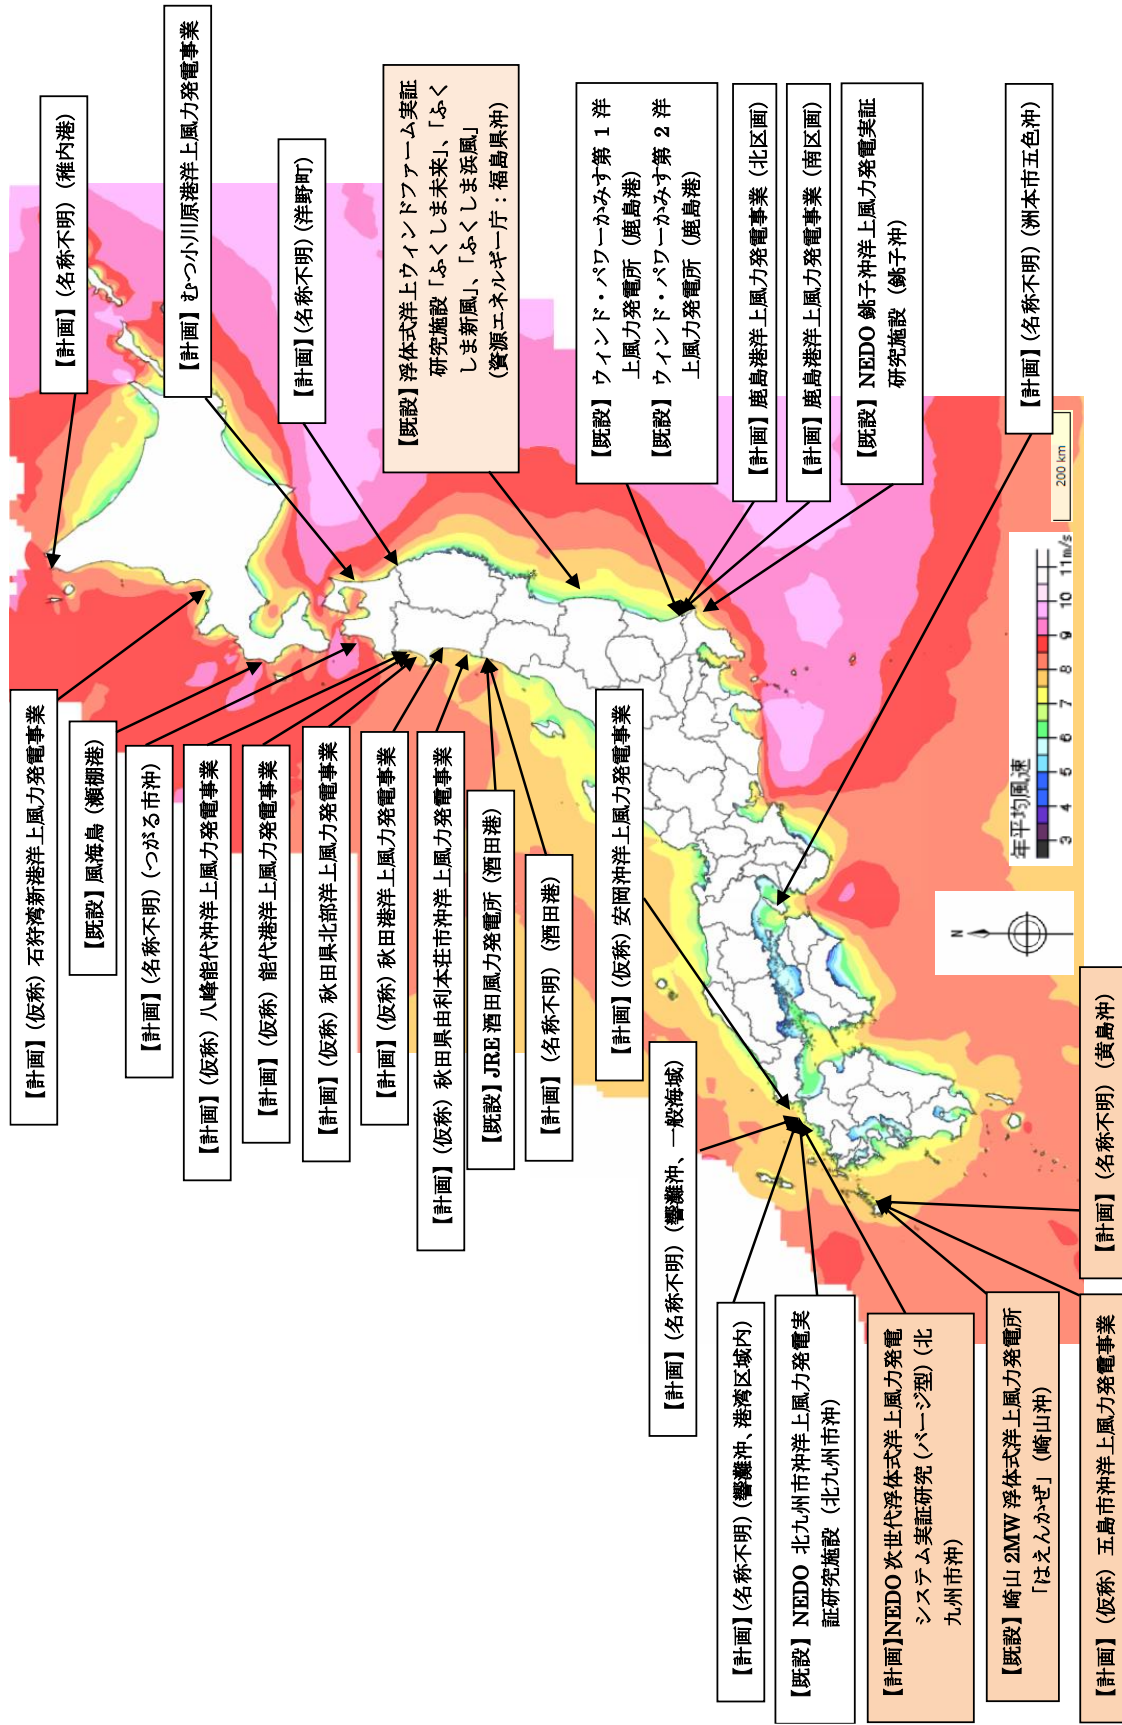 【計画】(名称不明)(稚内港)
【計画】むつ小川原港洋上風力発電事業
【計画】(名称不明)(洋野町)
【既設】浮体式洋上ウィンドファーム実証
研究施設「ふくしま未来」、「ふく
しま新風」、「ふくしま浜風」
(資源エネルギー庁：福島県沖)
【既設】ウィンド・パワーかみす第 1 洋
上風力発電所(鹿島港)
【既設】ウィンド・パワーかみす第 2 洋
上風力発電所(鹿島港)
【計画】鹿島港洋上風力発電事業(北区画)
【計画】鹿島港洋上風力発電事業(南区画)
【既設】NEDO 銚子沖洋上風力発電実証
研究施設(銚子沖)
【計画】(名称不明)(洲本市五色沖)
【計画】(仮称)石狩湾新港洋上風力発電事業
【既設】風海鳥(瀬棚港)
【計画】(名称不明)(つがる市沖)
【計画】(仮称)八峰能代沖洋上風力発電事業
【計画】(仮称)能代港洋上風力発電事業
【計画】(仮称)秋田県北部洋上風力発電事業
【計画】(仮称)秋田港洋上風力発電事業
【計画】(仮称)秋田県由利本荘市沖洋上風力発電事業
【既設】JRE 酒田風力発電所(酒田港)
【計画】(名称不明)(酒田港)
【計画】(仮称)安岡沖洋上風力発電事業
【計画】(名称不明)(響灘沖、一般海域)
【計画】(名称不明)(響灘沖、港湾区域内)
【既設】NEDO 北九州市沖洋上風力発電実
証研究施設(北九州市沖)
【計画】NEDO 次世代浮体式洋上風力発電
システム実証研究(バージ型)(北
九州市沖)
【既設】崎山 2MW 浮体式洋上風力発電所
「はえんかぜ」(崎山沖)
【計画】(仮称)五島市沖洋上風力発電事業
【計画】(名称不明)(黄島沖)
N
年平均風速
3 4 5 6 7 8 9 10 11m/s
200 km